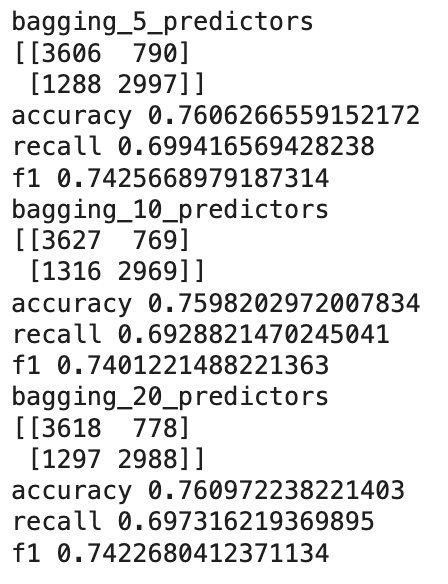 bagging_5_predictors
[[3606  790]
 [1288 2997]]
accuracy 0.7606266559152172
recall 0.699416569428238
f1 0.7425668979187314
bagging_10_predictors
[[3627  769]
 [1316 2969]]
accuracy 0.7598202972007834
recall 0.6928821470245041
f1 0.7401221488221363
bagging_20_predictors
[[3618  778]
 [1297 2988]]
accuracy 0.760972238221403
recall 0.697316219369895
f1 0.7422680412371134